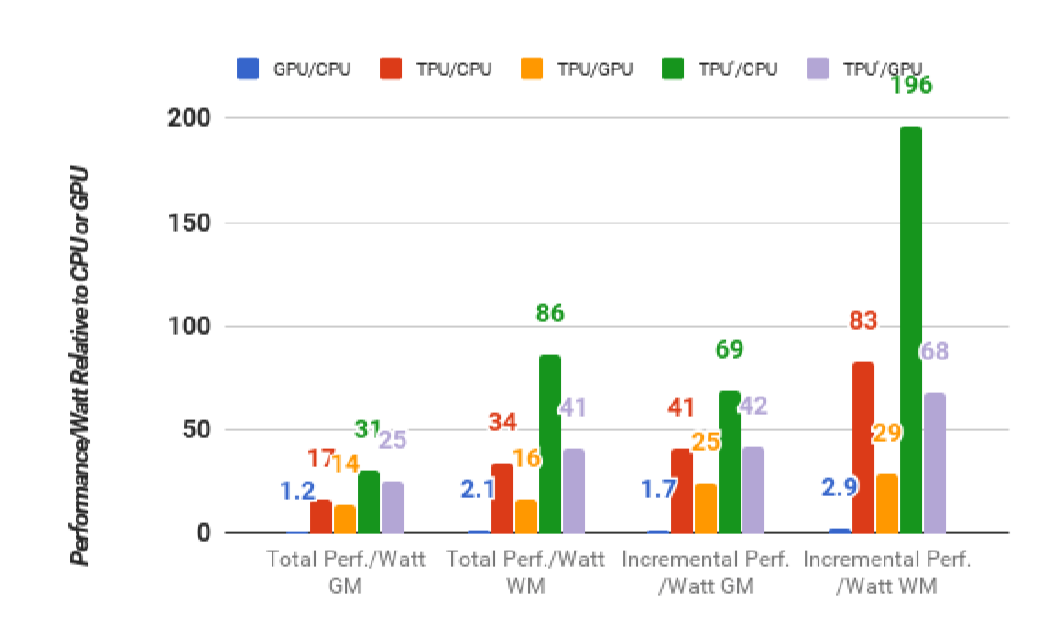 GPU/CPU TPU/CPU TPU/GPU TPU'/CPU TPU'/GPU
196
200
150
100
50
0
Performance/Watt Relative to CPU or GPU
1.2 17 14 31 25
2.1 34 16 86 41
1.7 41 25 69 42
2.9 83 29 68
Total Perf./Watt
GM
Total Perf./Watt
WM
Incremental Perf.
/Watt GM
Incremental Perf.
/Watt WM